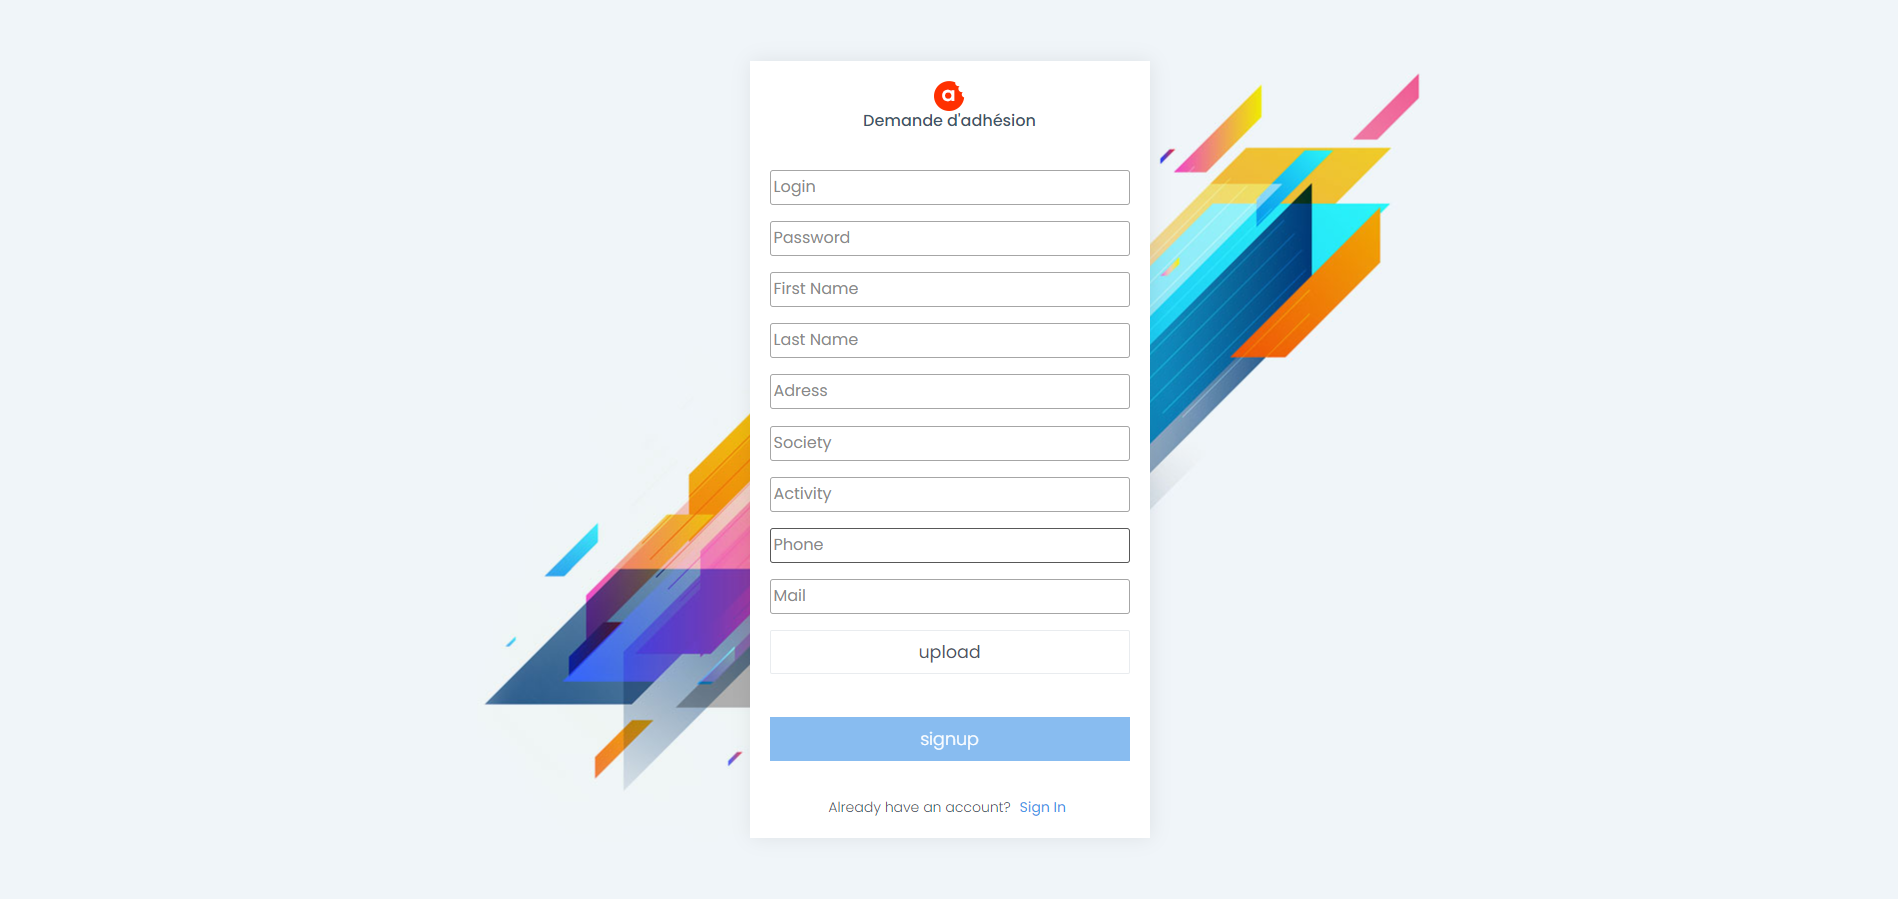 a
Demande d'adhésion
Login
Password
First Name
Last Name
Adress
Society
Activity
Phone
Mail
upload
signup
Already have an account? Sign In